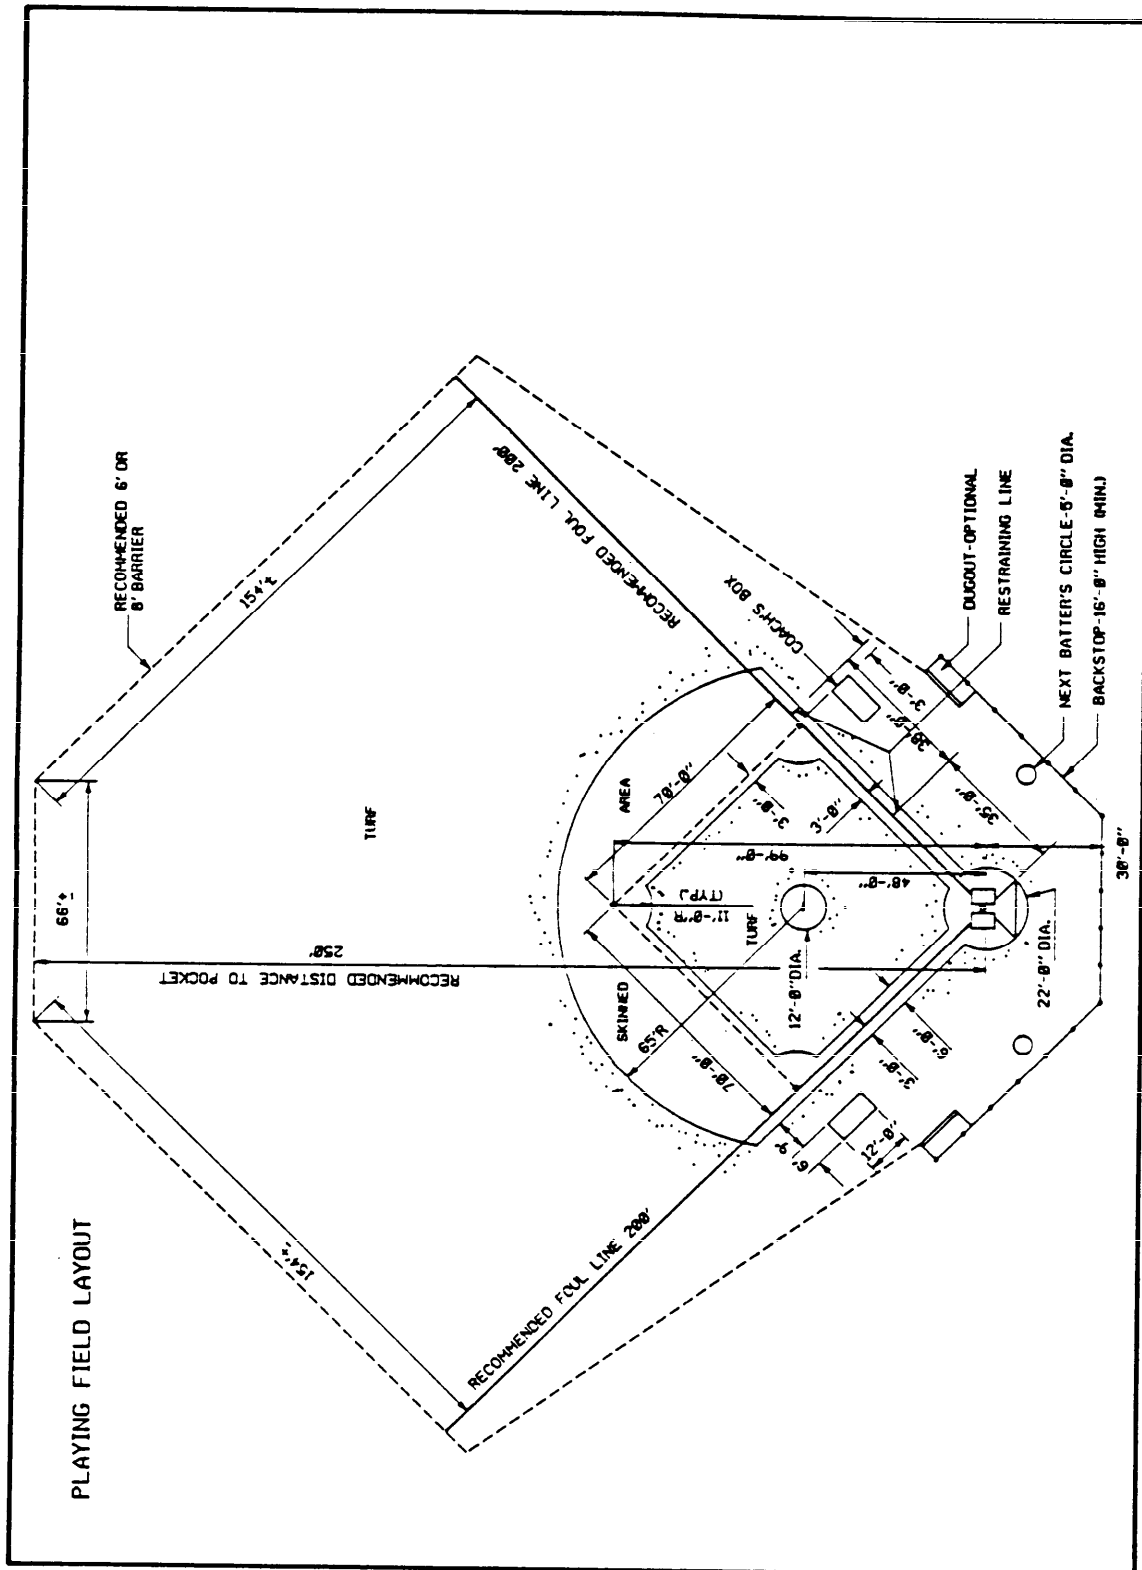 PLAYING FIELD LAYOUT
RECOMMENDED 6' OR
8' BARRIER
154'±
66'±
154'±
250'
RECOMMENDED DISTANCE TO POCKET
TURF
RECOMMENDED FOUL LINE 200'
RECOMMENDED FOUL LINE 200'
SKINNED
AREA
65'R
70'-0"
70'-0"
11'-0"R
(TYP.)
TURF
99'-0"
48'-0"
12'-0"DIA.
3'-0"
3'-0"
COACH'S BOX
3'-0"
35'-0"
3'-0"
6'-0"
12'-0"
22'-0" DIA.
30'-0"
DUGOUT-OPTIONAL
RESTRAINING LINE
NEXT BATTER'S CIRCLE-5'-0" DIA.
BACKSTOP-16'-0" HIGH (MIN.)